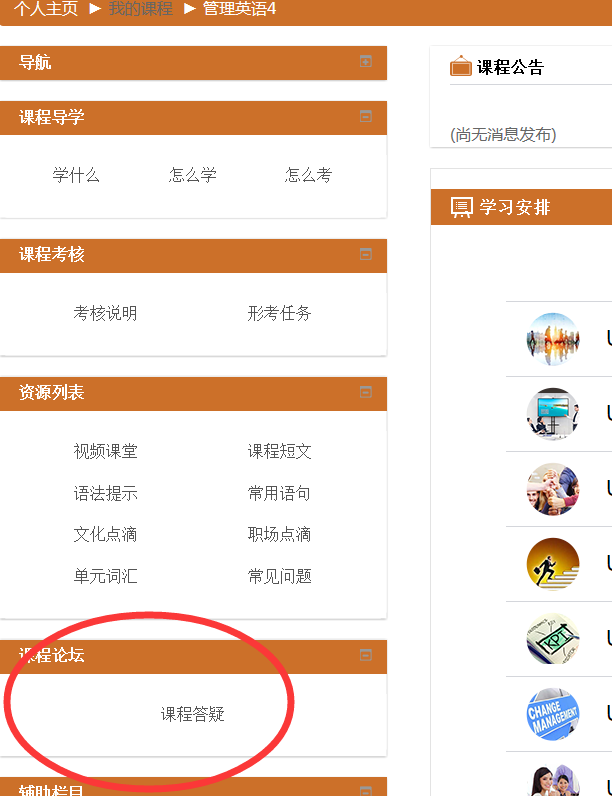 个人主页 ► 我的课程 ► 管理英语4
导航
课程导学
学什么 怎么学 怎么考
课程考核
考核说明 形考任务
资源列表
视频课堂 课程短文
语法提示 常用语句
文化点滴 职场点滴
单元词汇 常见问题
课程论坛
课程答疑
辅助栏目
课程公告
(尚无消息发布)
学习安排
U
U
U
U
KPI
U
CHANGE
MANAGEMENT
U
U